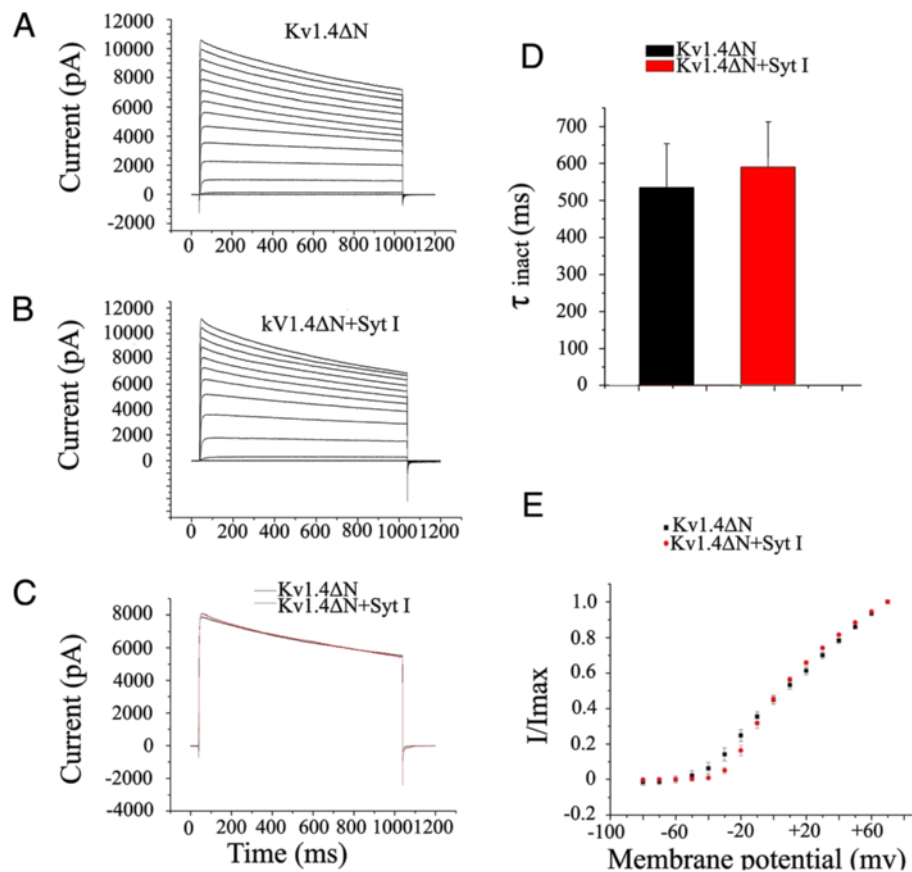 A
Kv1.4ΔN
Current (pA)
12000
10000
8000
6000
4000
2000
0
-2000
0 200 400 600 800 1000 1200
B
kV1.4ΔN+Syt I
Current (pA)
12000
10000
8000
6000
4000
2000
0
0 200 400 600 800 1000 1200
C
Kv1.4ΔN
Kv1.4ΔN+Syt I
Current (pA)
8000
6000
4000
2000
0
-2000
-4000
0 200 400 600 800 1000 1200
Time (ms)
D
Kv1.4ΔN
Kv1.4ΔN+Syt I
τ inact (ms)
700
600
500
400
300
200
100
0
E
Kv1.4ΔN
Kv1.4ΔN+Syt I
I/Imax
1.0
0.8
0.6
0.4
0.2
0
-0.2
-100 -60 -20 +20 +60
Membrane potential (mv)